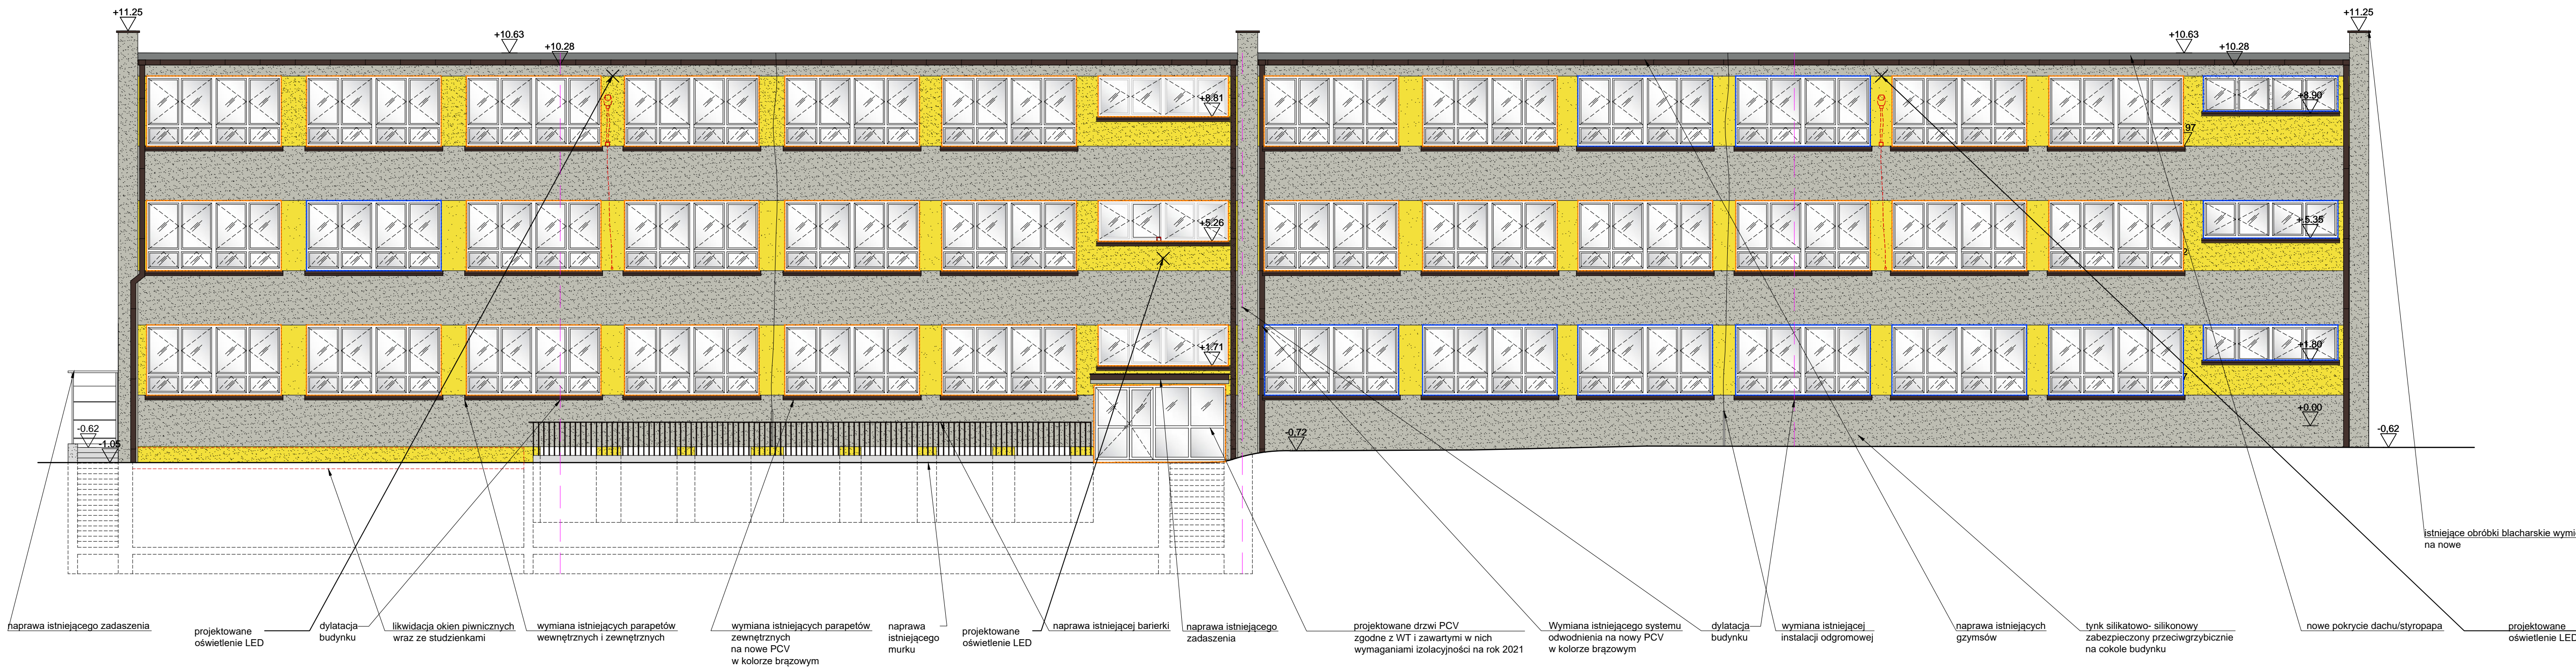 +11.25
+10.63
+10.28
+11.25
+10.63
+10.28
+8.81
+8.90
97
+5.26
+5.35
2
+1.71
+1.80
7
+0.00
-0.62
-1.05
-0.72
-0.62
istniejące obróbki blacharskie wymi
na nowe
naprawa istniejącego zadaszenia
projektowane
oświetlenie LED
dylatacja
budynku
likwidacja okien piwnicznych
wraz ze studzienkami
wymiana istniejących parapetów
wewnętrznych i zewnętrznych
wymiana istniejących parapetów
zewnętrznych
na nowe PCV
w kolorze brązowym
naprawa
istniejącego
murku
projektowane
oświetlenie LED
naprawa istniejącej barierki
naprawa istniejącego
zadaszenia
projektowane drzwi PCV
zgodne z WT i zawartymi w nich
wymaganiami izolacyjności na rok 2021
Wymiana istniejącego systemu
odwodnienia na nowy PCV
w kolorze brązowym
dylatacja
budynku
wymiana istniejącej
instalacji odgromowej
naprawa istniejących
gzymsów
tynk silikatowo- silikonowy
zabezpieczony przeciwgrzybicznie
na cokole budynku
nowe pokrycie dachu/styropapa
projektowane
oświetlenie LED